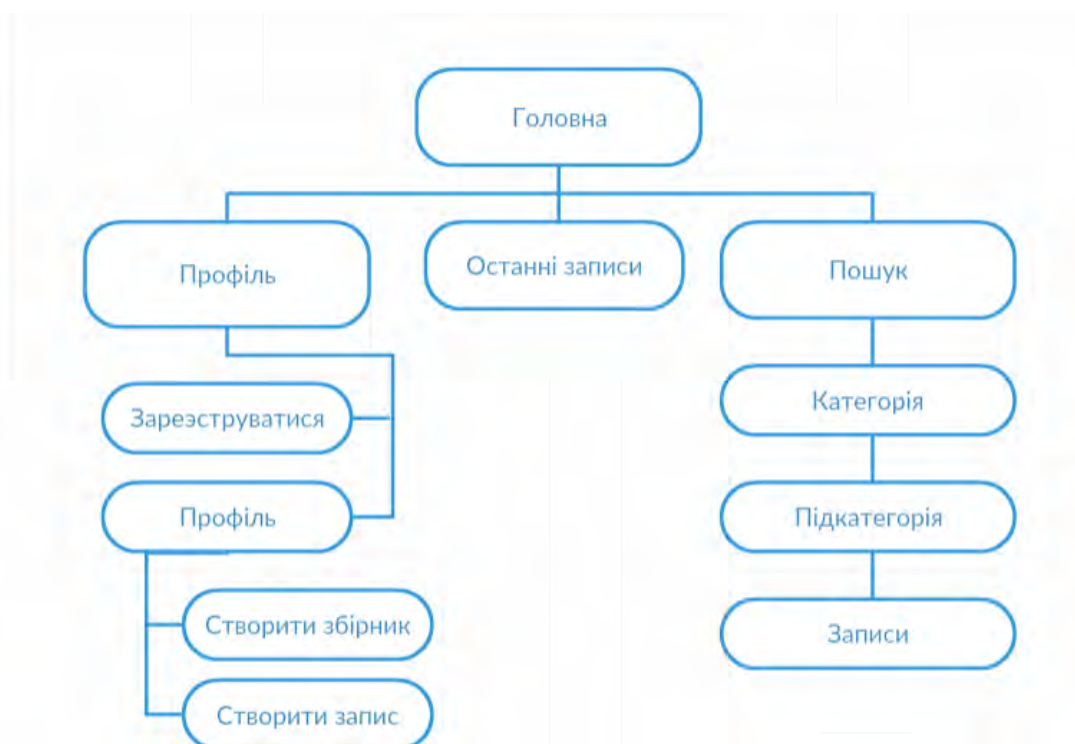 Головна
Профіль
Останні записи
Пошук
Зареэструватися
Категорія
Профіль
Підкатегорія
Створити збірник
Записи
Створити запис